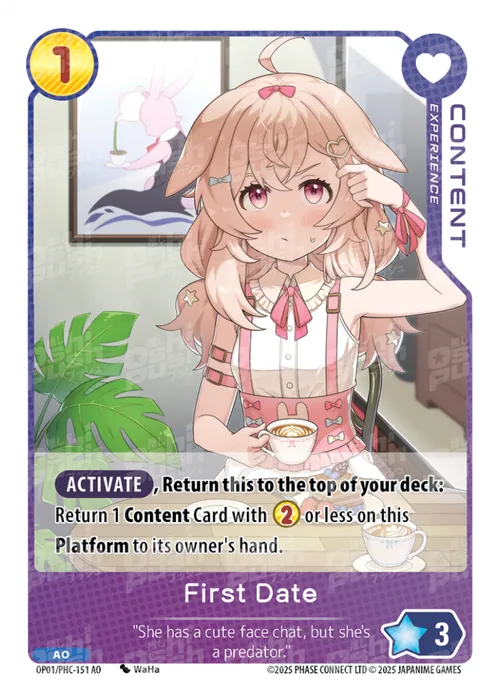 1
CONTENT
EXPERIENCE
ACTIVATE , Return this to the top of your deck:
Return 1 Content Card with 2 or less on this
Platform to its owner's hand.
First Date
"She has a cute face chat, but she's
a predator."
3
AO
OP01/PHC-151 AO
WaHa
©2025 PHASE CONNECT LTD © 2025 JAPANIME GAMES